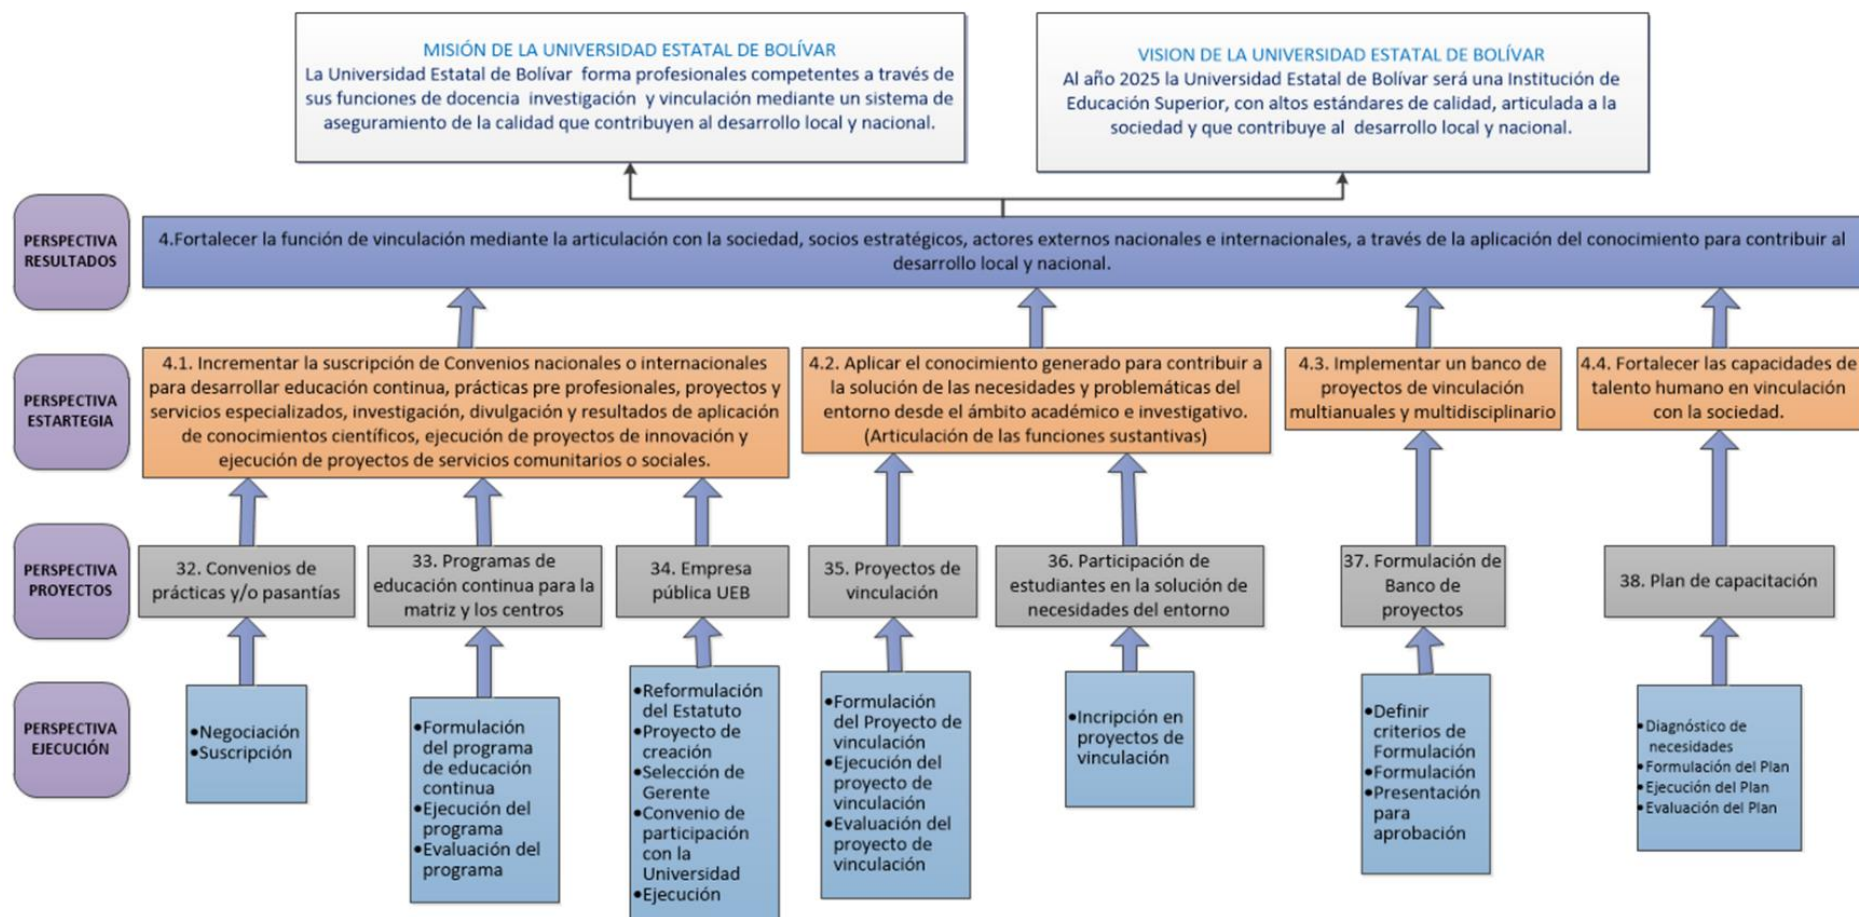 MISIÓN DE LA UNIVERSIDAD ESTATAL DE BOLÍVAR
La Universidad Estatal de Bolívar forma profesionales competentes a través de
sus funciones de docencia investigación y vinculación mediante un sistema de
aseguramiento de la calidad que contribuyen al desarrollo local y nacional.
VISION DE LA UNIVERSIDAD ESTATAL DE BOLÍVAR
Al año 2025 la Universidad Estatal de Bolívar será una Institución de
Educación Superior, con altos estándares de calidad, articulada a la
sociedad y que contribuye al desarrollo local y nacional.
PERSPECTIVA
RESULTADOS
4.Fortalecer la función de vinculación mediante la articulación con la sociedad, socios estratégicos, actores externos nacionales e internacionales, a través de la aplicación del conocimiento para contribuir al
desarrollo local y nacional.
PERSPECTIVA
ESTARTEGIA
4.1. Incrementar la suscripción de Convenios nacionales o internacionales
para desarrollar educación continua, prácticas pre profesionales, proyectos y
servicios especializados, investigación, divulgación y resultados de aplicación
de conocimientos científicos, ejecución de proyectos de innovación y
ejecución de proyectos de servicios comunitarios o sociales.
4.2. Aplicar el conocimiento generado para contribuir a
la solución de las necesidades y problemáticas del
entorno desde el ámbito académico e investigativo.
(Articulación de las funciones sustantivas)
4.3. Implementar un banco de
proyectos de vinculación
multianuales y multidisciplinario
4.4. Fortalecer las capacidades de
talento humano en vinculación
con la sociedad.
PERSPECTIVA
PROYECTOS
32. Convenios de
prácticas y/o pasantías
33. Programas de
educación continua para la
matriz y los centros
34. Empresa
pública UEB
35. Proyectos de
vinculación
36. Participación de
estudiantes en la solución de
necesidades del entorno
37. Formulación de
Banco de
proyectos
38. Plan de capacitación
PERSPECTIVA
EJECUCIÓN
•Negociación
•Suscripción
•Formulación
del programa
de educación
continua
•Ejecución del
programa
•Evaluación del
programa
•Reformulación
del Estatuto
•Proyecto de
creación
•Selección de
Gerente
•Convenio de
participación
con la
Universidad
•Ejecución
•Formulación
del Proyecto de
vinculación
•Ejecución del
proyecto de
vinculación
•Evaluación del
proyecto de
vinculación
•Incripción en
proyectos de
vinculación
•Definir
criterios de
Formulación
•Formulación
•Presentación
para
aprobación
•Diagnóstico de
necesidades
•Formulación del Plan
•Ejecución del Plan
•Evaluación del Plan